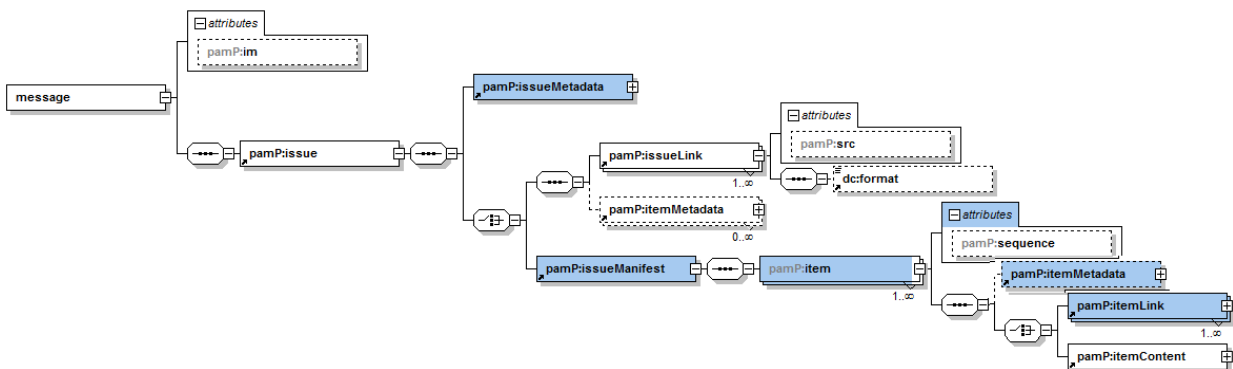 attributes
pamP:im
message
pamP:issueMetadata
pamP:issue
pamP:issueLink
1..∞
attributes
pamP:src
dc:format
pamP:itemMetadata
0..∞
pamP:issueManifest
pamP:item
1..∞
attributes
pamP:sequence
pamP:itemMetadata
pamP:itemLink
1..∞
pamP:itemContent